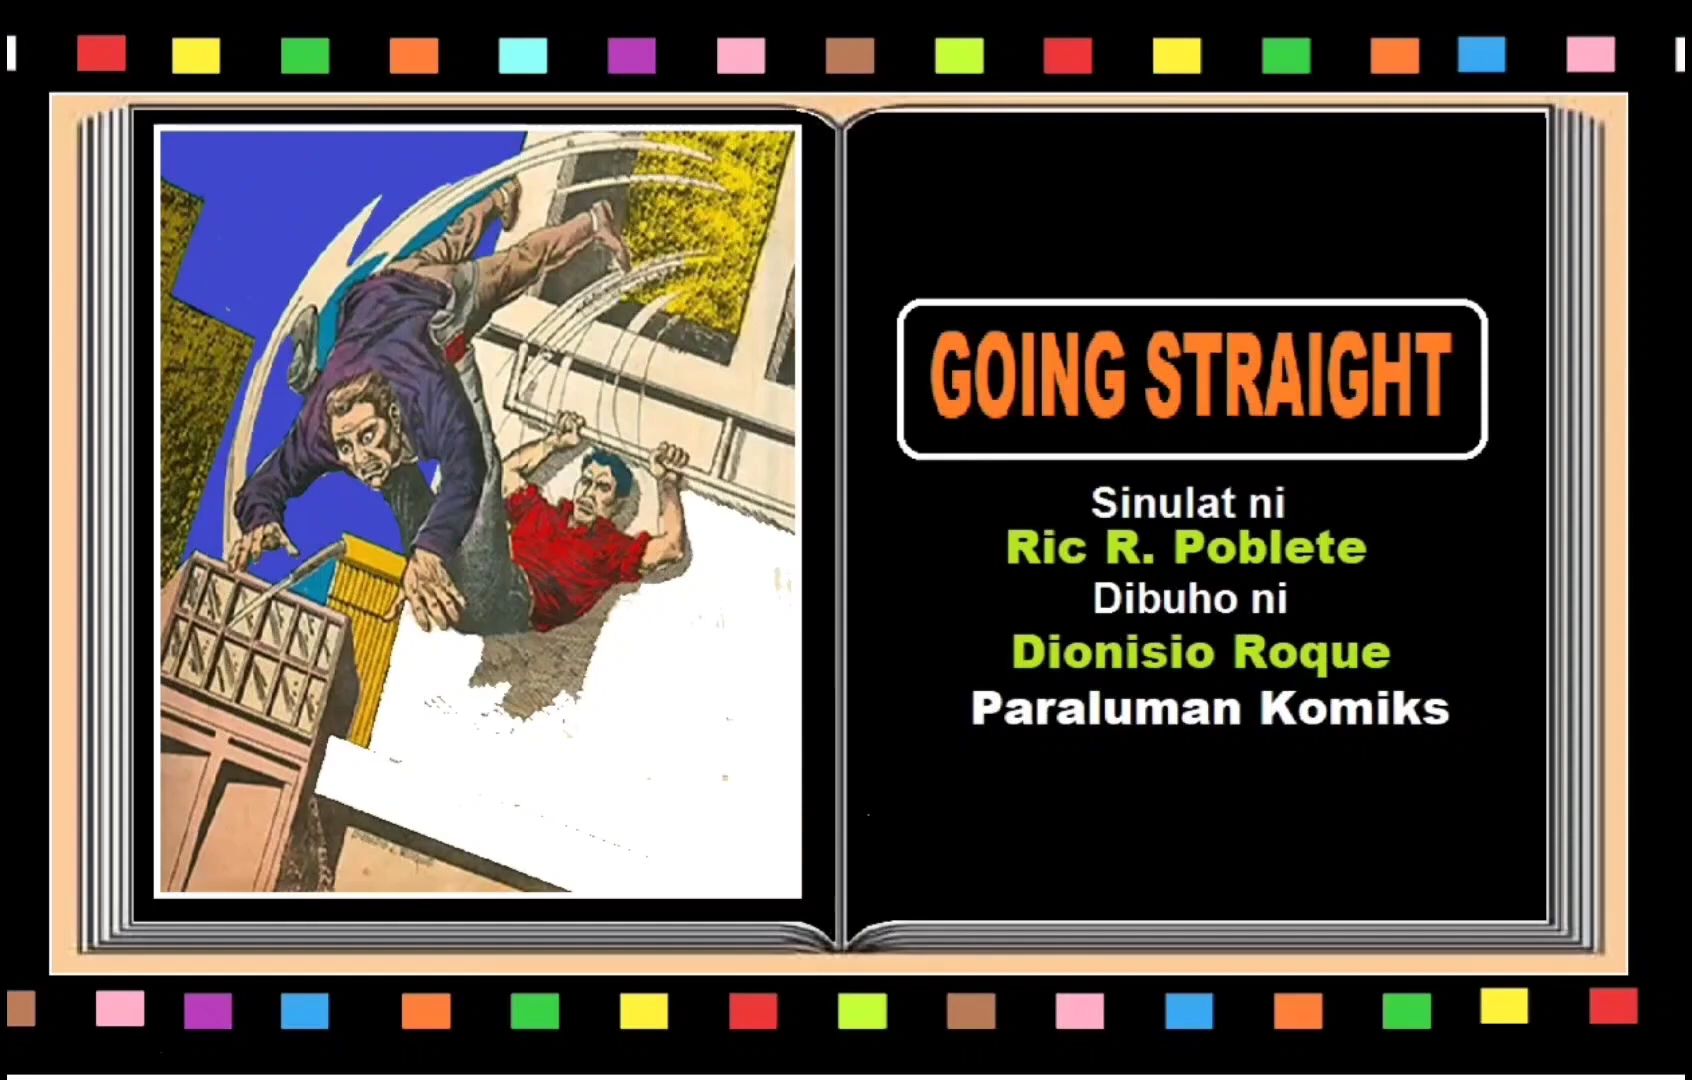 GOING STRAIGHT
Sinulat ni
Ric R. Poblete
Dibuho ni
Dionisio Roque
Paraluman Komiks